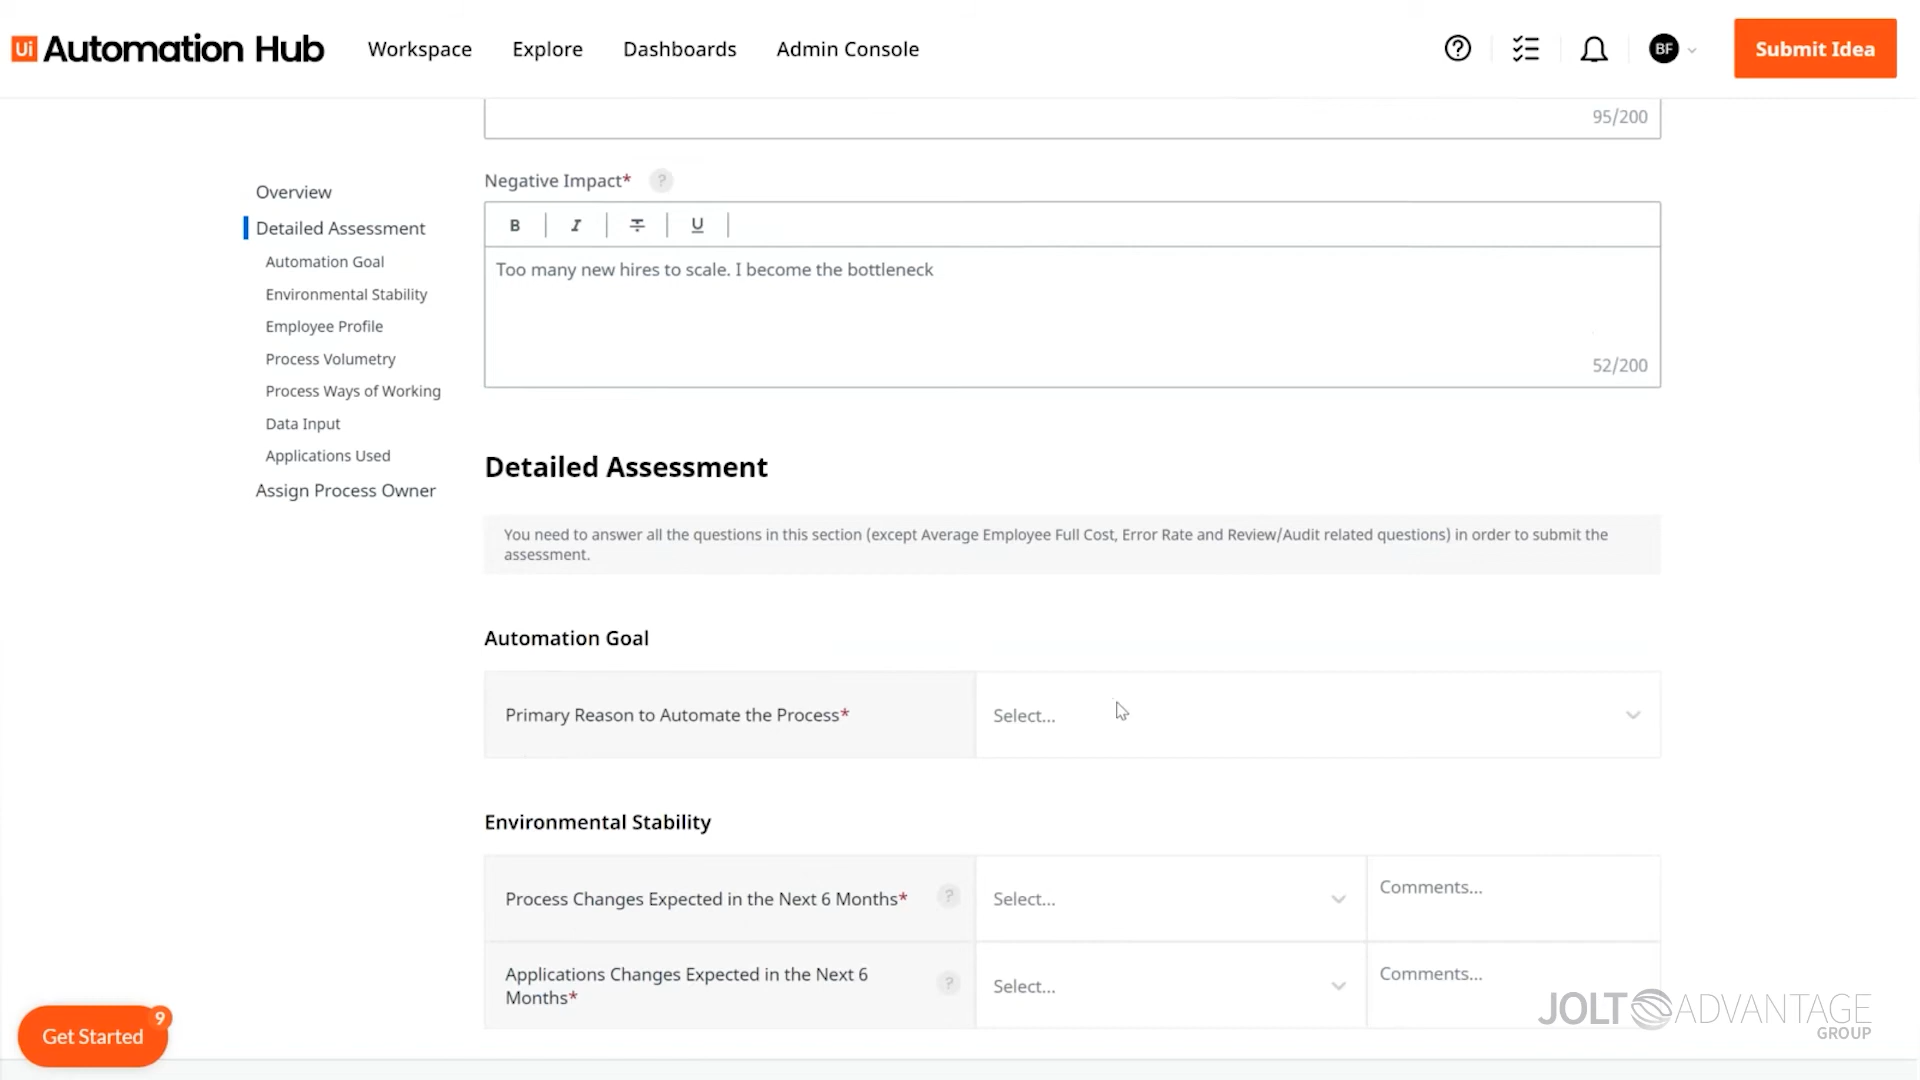 Ui Automation Hub Workspace Explore Dashboards Admin Console BF Submit Idea
95/200
Overview
Detailed Assessment
Automation Goal
Environmental Stability
Employee Profile
Process Volumetry
Process Ways of Working
Data Input
Applications Used
Assign Process Owner
Negative Impact* ?
B I T U
Too many new hires to scale. I become the bottleneck
52/200
Detailed Assessment
You need to answer all the questions in this section (except Average Employee Full Cost, Error Rate and Review/Audit related questions) in order to submit the
assessment.
Automation Goal
Primary Reason to Automate the Process* Select...
Environmental Stability
Process Changes Expected in the Next 6 Months* ? Select... Comments...
Applications Changes Expected in the Next 6
Months* ? Select... Comments...
Get Started 9
JOLT ADVANTAGE
GROUP